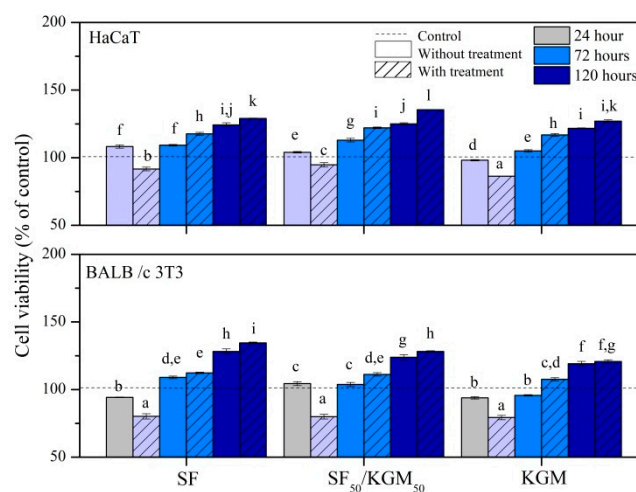 Cell viability (% of control)
200
HaCaT
Control
Without treatment
With treatment
24 hour
72 hours
120 hours
150
100
50
f b f h i,j k
e c g i j l
d a e h i i,k
200
BALB /c 3T3
150
100
50
b a d,e e h i
c a c d,e g h
b a b c,d f f,g
SF SF50/KGM50 KGM